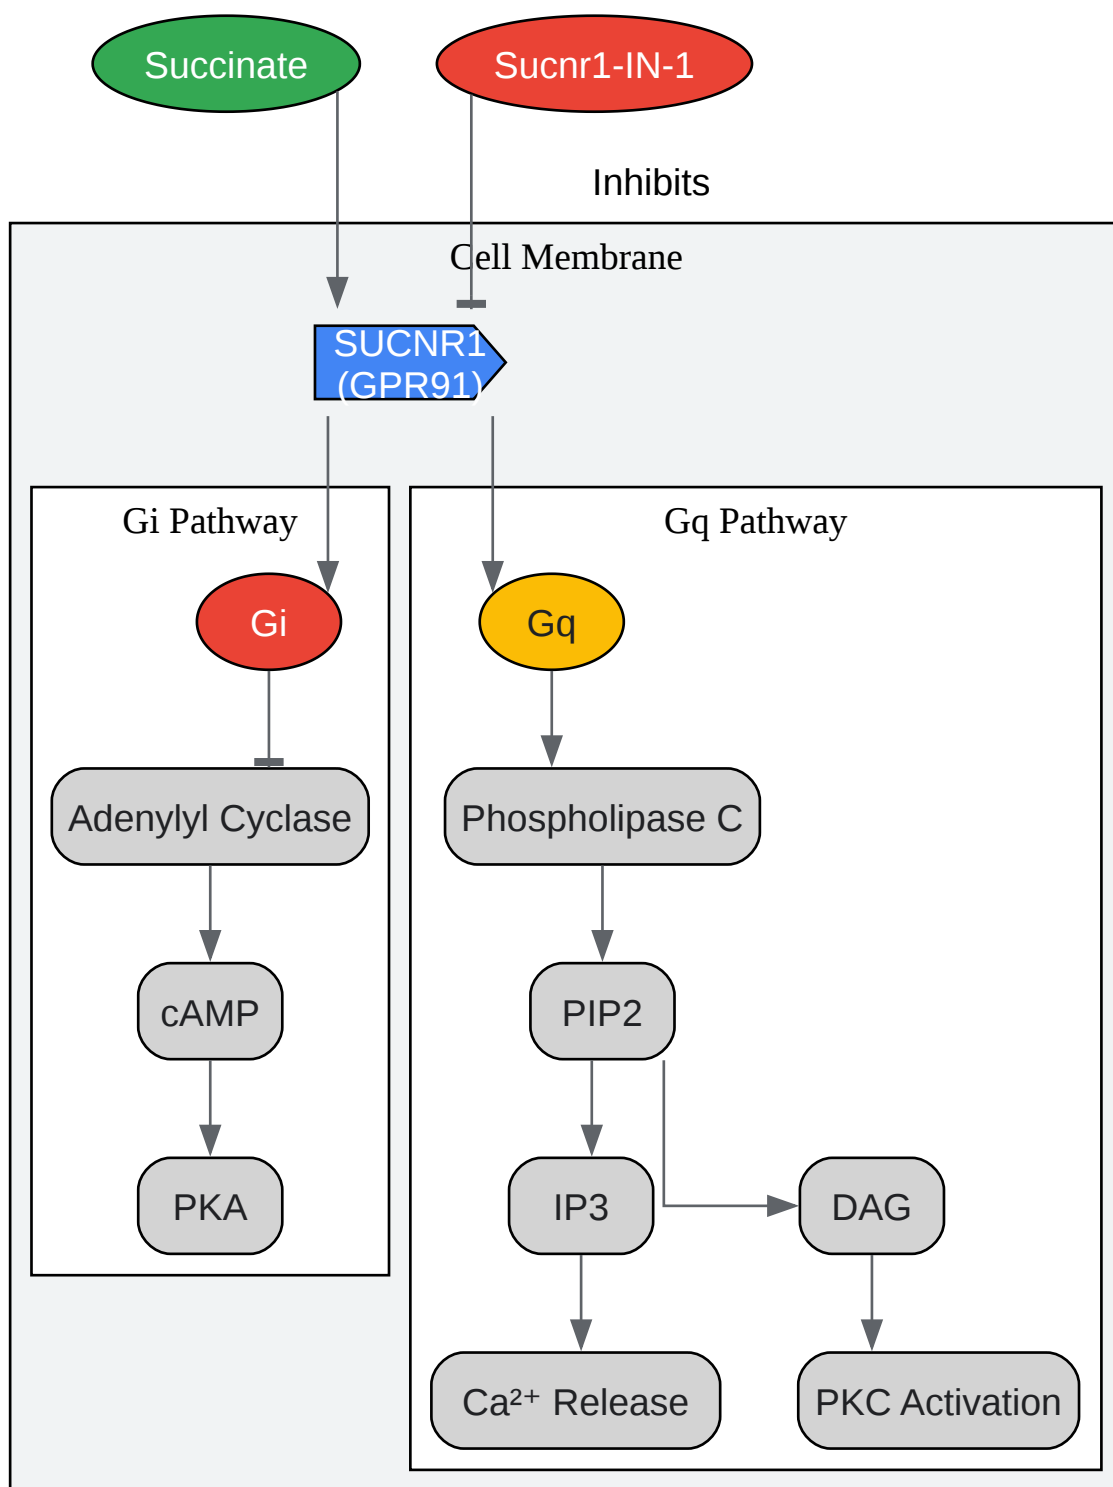 Succinate
Sucnr1-IN-1
Inhibits
Cell Membrane
SUCNR1
(GPR91)
Gi Pathway
Gq Pathway
Gi
Gq
Adenylyl Cyclase
Phospholipase C
cAMP
PIP2
PKA
IP3
DAG
Ca²⁺ Release
PKC Activation